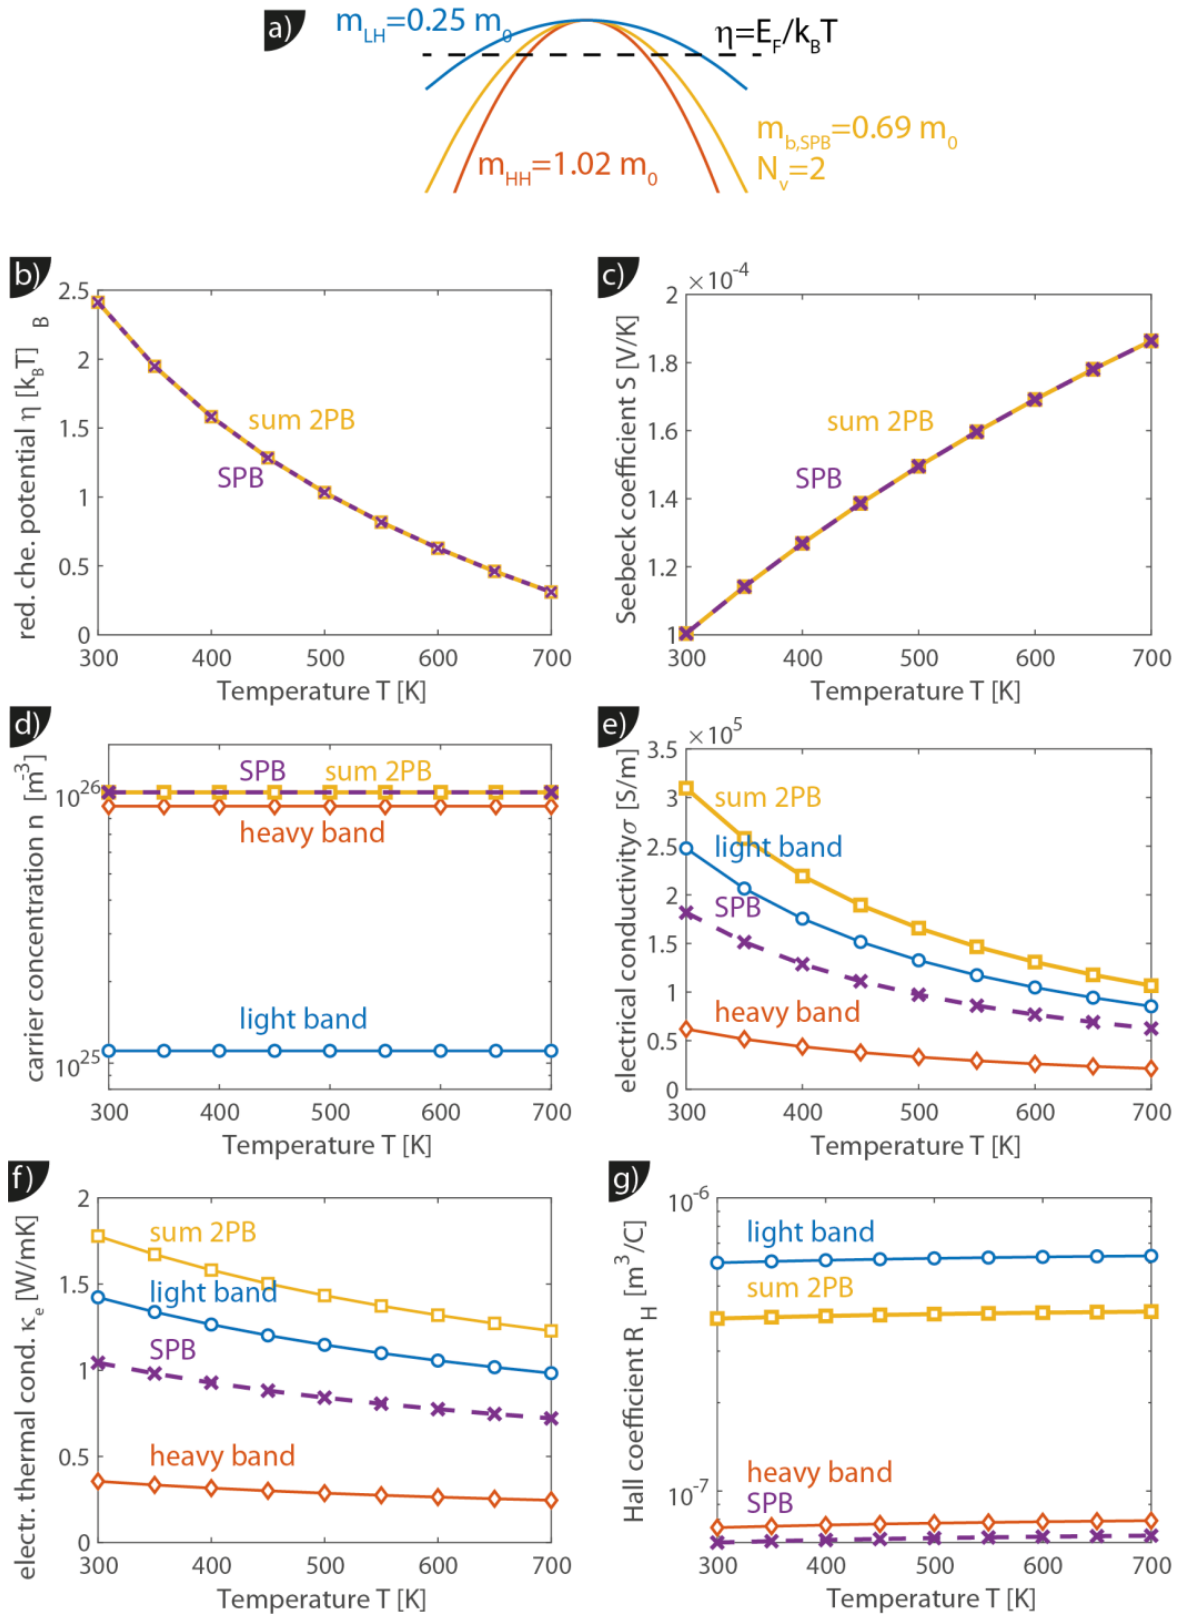 a)
m_LH=0.25 m_0
η=E_F/k_BT
m_b,SPB=0.69 m_0
N_v=2
m_HH=1.02 m_0
b)
red. che. potential η [k_BT]
B
2.5
2
1.5
1
0.5
0
sum 2PB
SPB
300 400 500 600 700
Temperature T [K]
c)
×10^-4
Seebeck coefficient S [V/K]
2
1.8
1.6
1.4
1.2
1
sum 2PB
SPB
300 400 500 600 700
Temperature T [K]
d)
carrier concentration n [m^-3]
10^26
10^25
SPB sum 2PB
heavy band
light band
300 400 500 600 700
Temperature T [K]
e)
×10^5
electrical conductivityσ [S/m]
3.5
3
2.5
2
1.5
1
0.5
0
sum 2PB
light band
SPB
heavy band
300 400 500 600 700
Temperature T [K]
f)
electr. thermal cond. κ_e [W/mK]
2
1.5
1
0.5
0
sum 2PB
light band
SPB
heavy band
300 400 500 600 700
Temperature T [K]
g)
Hall coefficient R_H [m^3/C]
10^-6
10^-7
light band
sum 2PB
heavy band
SPB
300 400 500 600 700
Temperature T [K]